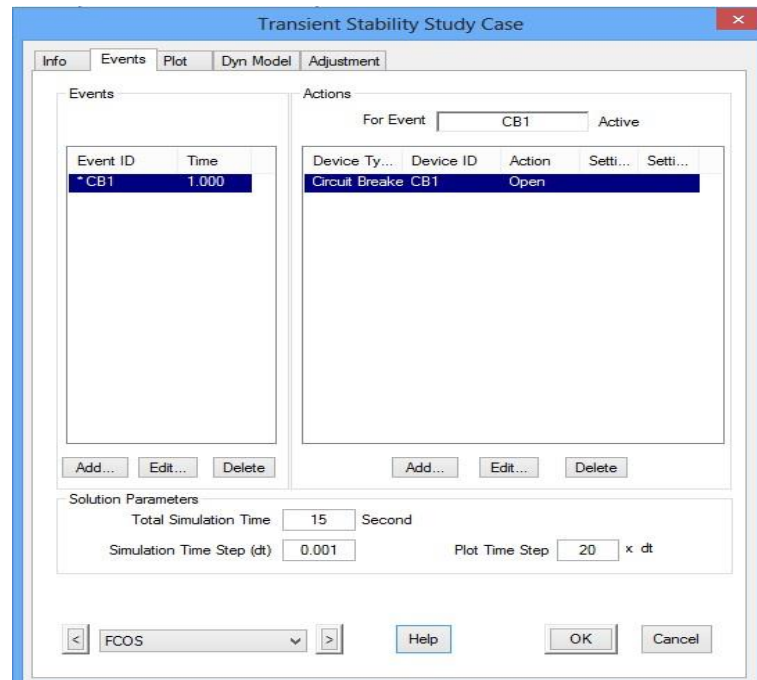 Transient Stability Study Case
Info Events Plot Dyn Model Adjustment
Events
Event ID Time
*CB1 1.000
Add... Edit... Delete
Actions
For Event CB1 Active
Device Ty... Device ID Action Setti... Setti...
Circuit Breake CB1 Open
Add... Edit... Delete
Solution Parameters
Total Simulation Time 15 Second
Simulation Time Step (dt) 0.001 Plot Time Step 20 x dt
< FCOS > Help OK Cancel